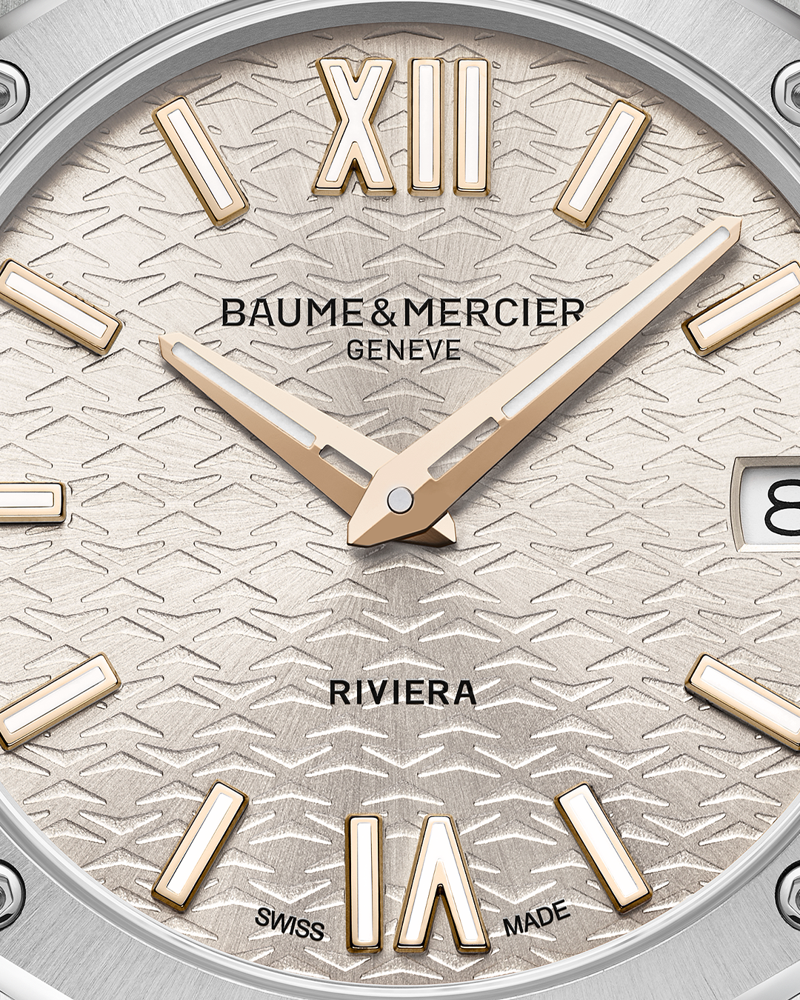 XII
BAUME & MERCIER
GENEVE
8
RIVIERA
VI
SWISS MADE